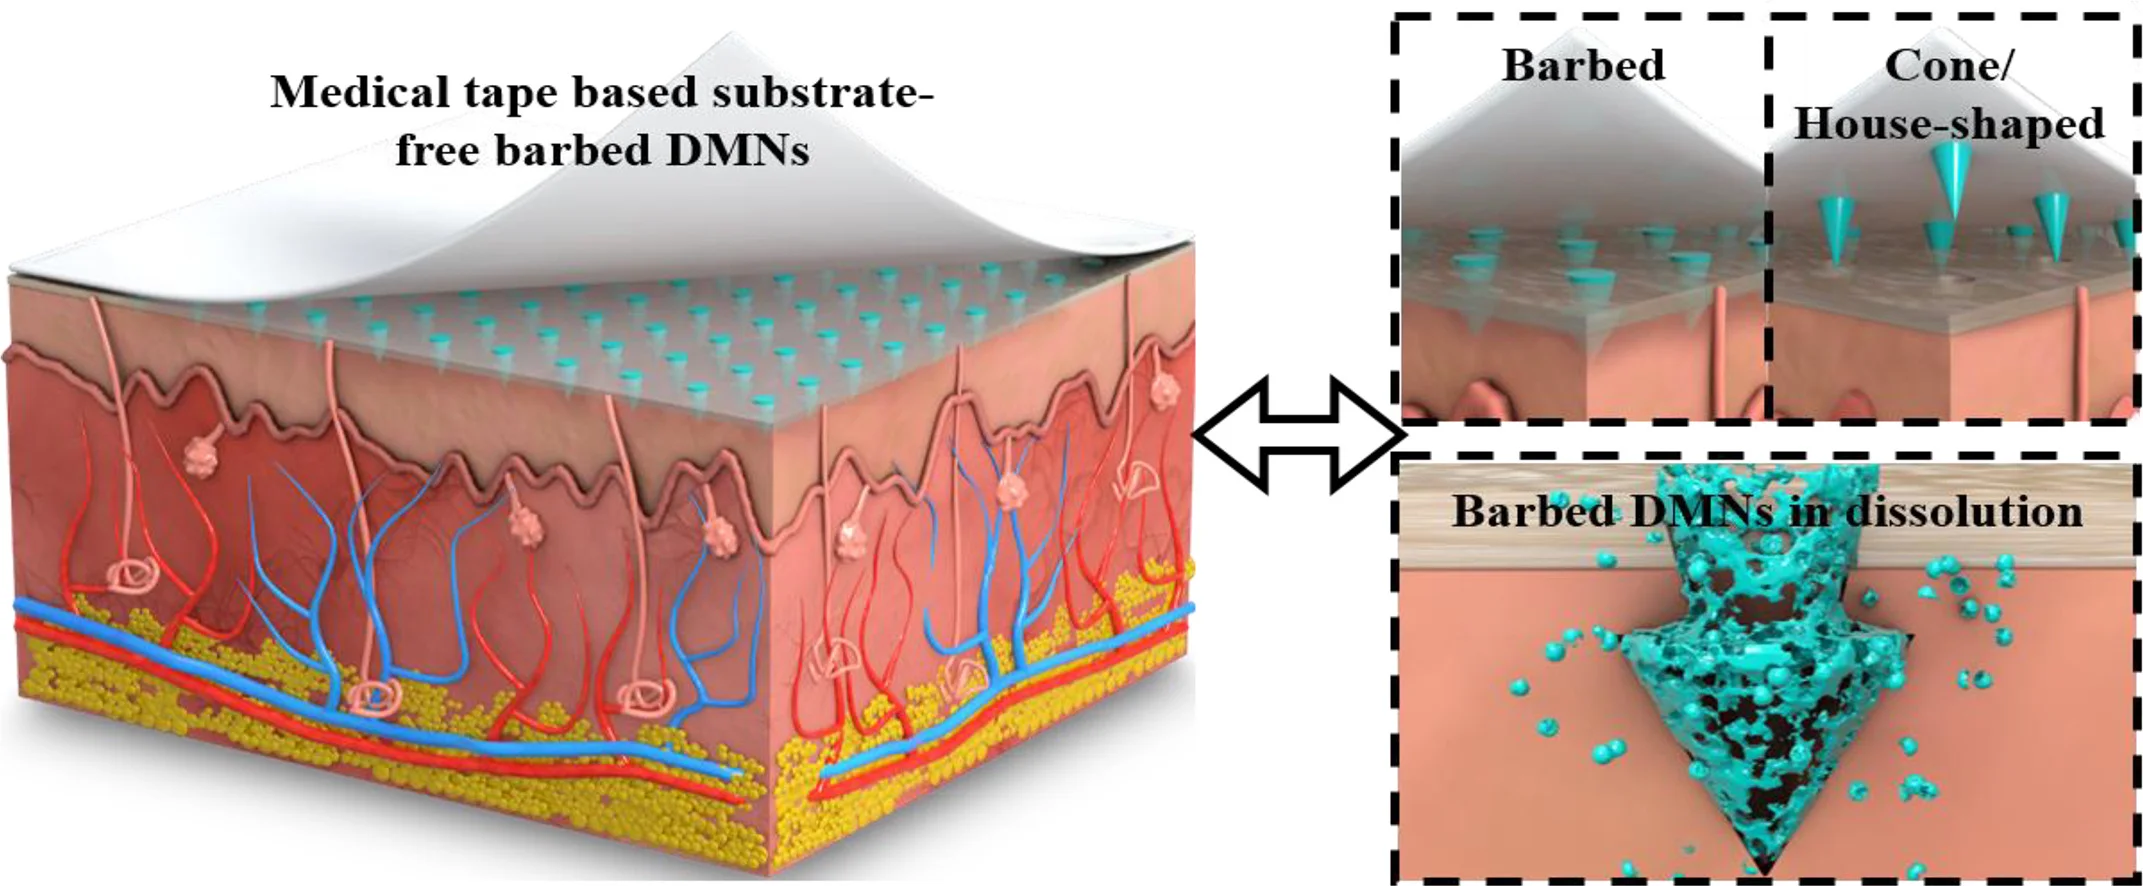 Medical tape based substrate-
free barbed DMNs
Barbed
Cone/
House-shaped
Barbed DMNs in dissolution